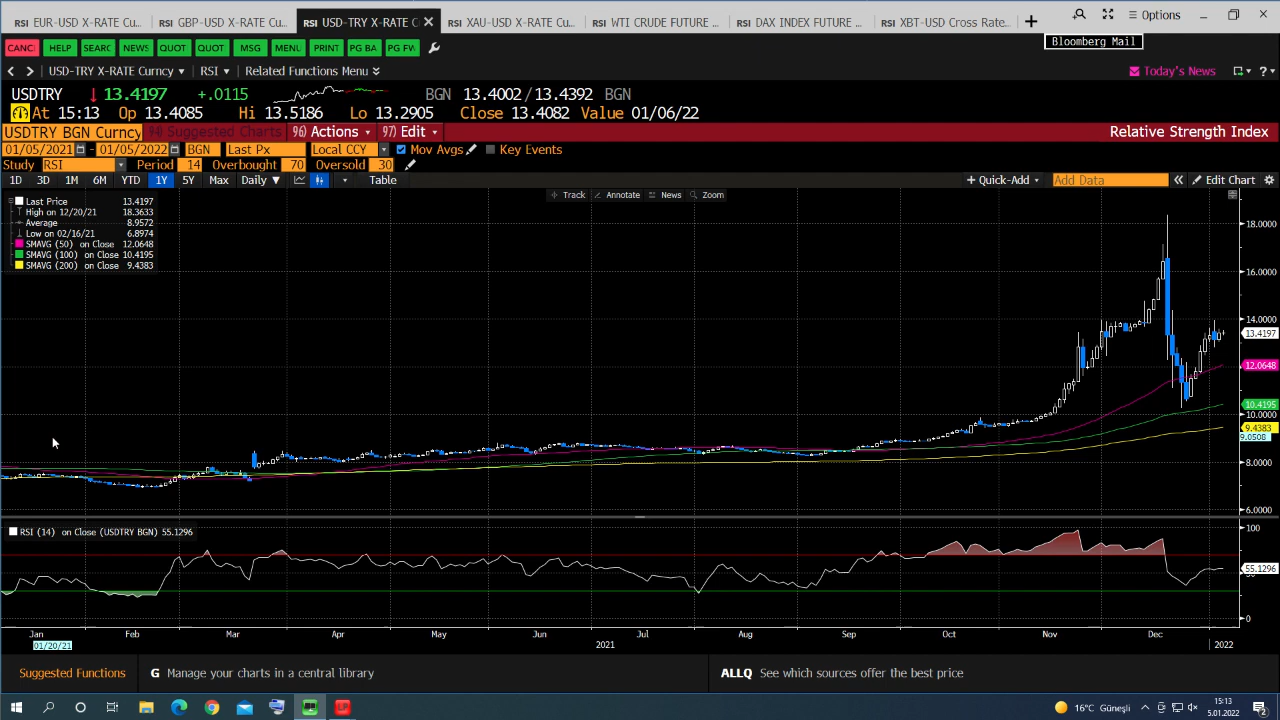 RSI EUR-USD X-RATE Cu... RSI GBP-USD X-RATE Cu... RSI USD-TRY X-RATE C RSI XAU-USD X-RATE Cu... RSI WTI CRUDE FUTURE ... RSI DAX INDEX FUTURE ... RSI XBT-USD Cross Rate... Options
Bloomberg Mail
CANC HELP SEARC NEWS QUOT QUOT MSG MENU PRINT PG BA PG FW
USD-TRY X-RATE Curncy RSI Related Functions Menu Today's News
USDTRY 13.4197 +.0115 BGN 13.4002/13.4392 BGN
At 15:13 Op 13.4085 Hi 13.5186 Lo 13.2905 Close 13.4082 Value 01/06/22
USDTRY BGN Curncy 94) Suggested Charts 96) Actions 97) Edit Relative Strength Index
01/05/2021 - 01/05/2022 BGN Last Px Local CCY Mov Avgs Key Events
Study RSI Period 14 Overbought 70 Oversold 30
1D 3D 1M 6M YTD 1Y 5Y Max Daily ▼ Table + Quick-Add Add Data « Edit Chart
Track Annotate News Zoom
Last Price 13.4197
High on 12/20/21 18.3633
Average 8.9572
Low on 02/16/21 6.8974
SMAVG (50) on Close 12.0648
SMAVG (100) on Close 10.4195
SMAVG (200) on Close 9.4383
18.0000
16.0000
14.0000
13.4197
12.0648
10.4195
10.0000
9.4383
9.0508
8.0000
6.0000
RSI (14) on Close (USDTRY BGN) 55.1296
100
55.1296
50
0
Jan Feb Mar Apr May Jun Jul Aug Sep Oct Nov Dec
01/20/21 2021 2022
Suggested Functions G Manage your charts in a central library ALLQ See which sources offer the best price
16°C Güneşli 15:13
5.01.2022 2